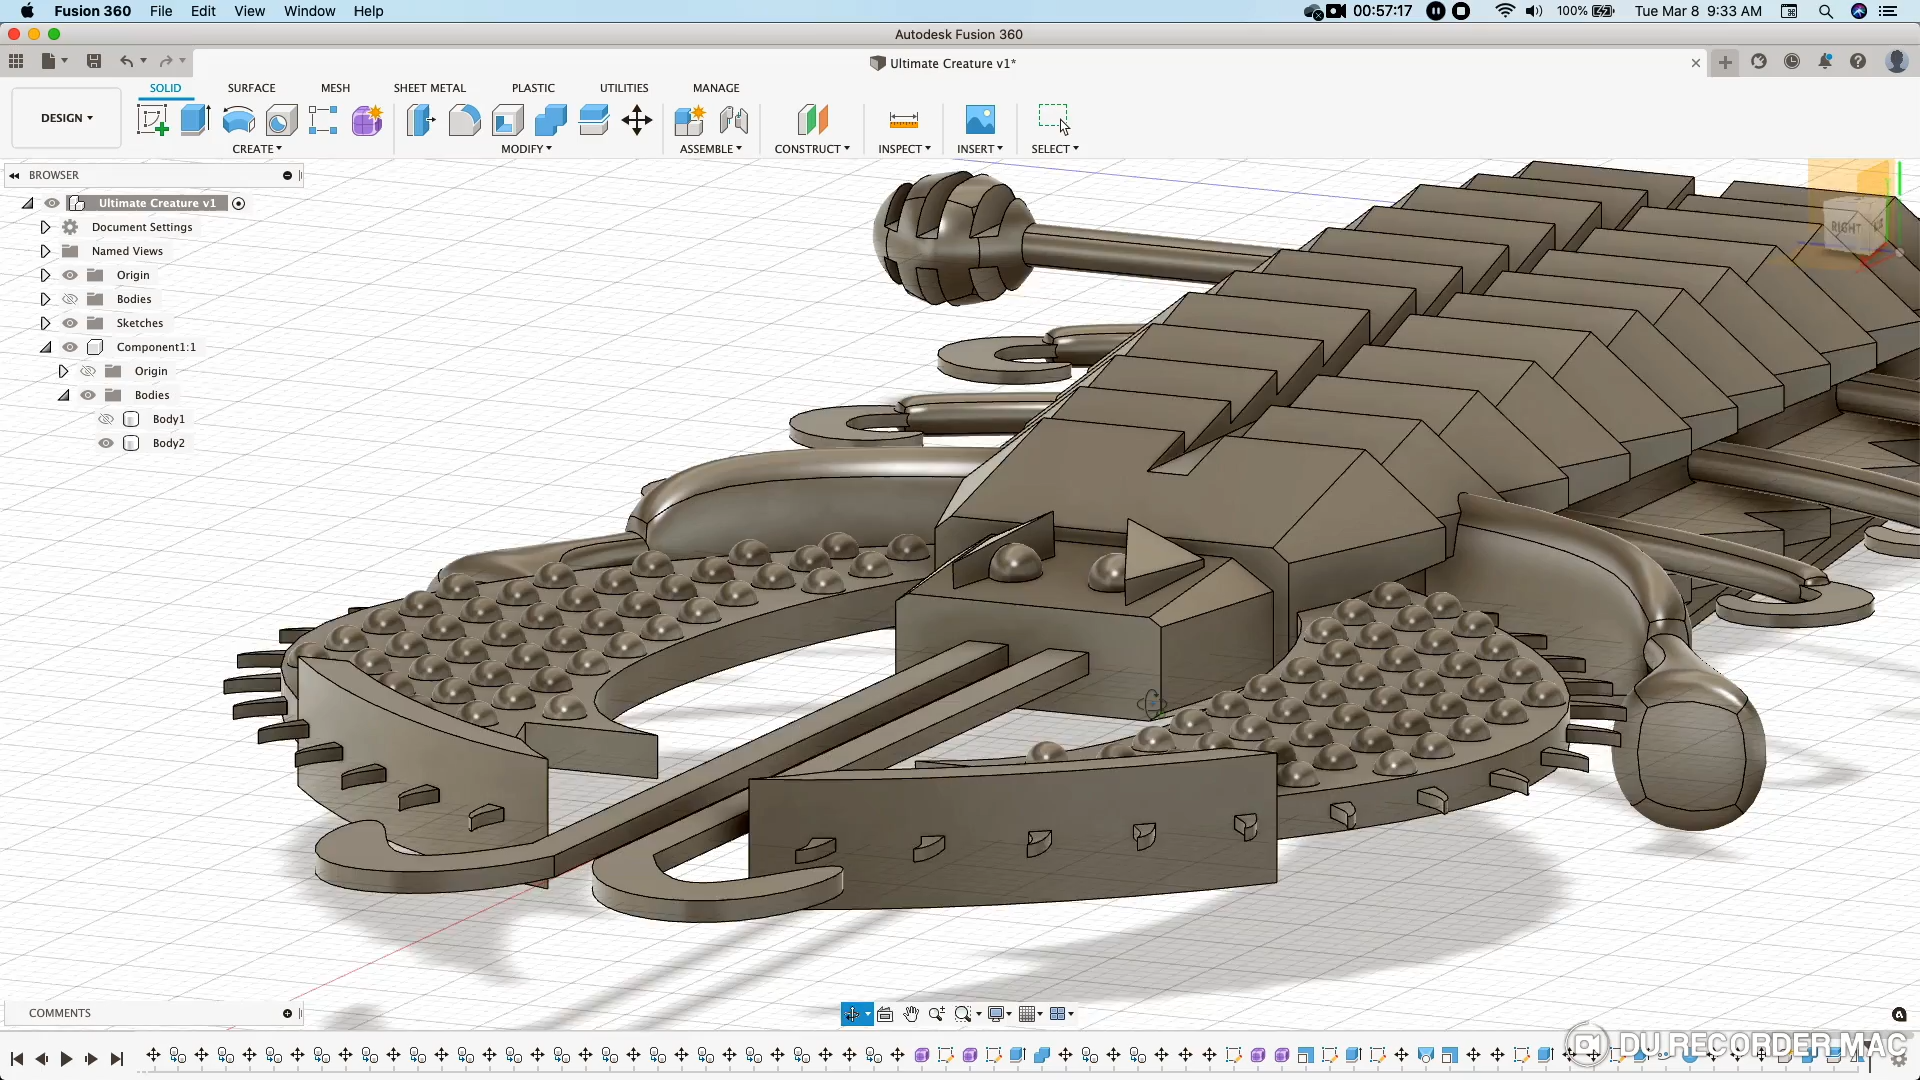 Fusion 360 File Edit View Window Help 00:57:17 100% Tue Mar 8 9:33 AM
Autodesk Fusion 360
Ultimate Creature v1*
SOLID SURFACE MESH SHEET METAL PLASTIC UTILITIES MANAGE
DESIGN
CREATE MODIFY ASSEMBLE CONSTRUCT INSPECT INSERT SELECT
BROWSER
Ultimate Creature v1
Document Settings
Named Views
Origin
Bodies
Sketches
Component1:1
Origin
Bodies
Body1
Body2
RIGHT
COMMENTS
DU RECORDER MAC